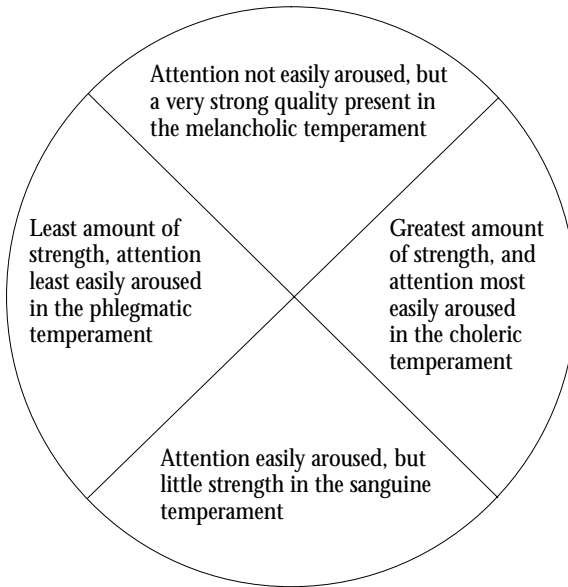 Attention not easily aroused, but
a very strong quality present in
the melancholic temperament
Least amount of
strength, attention
least easily aroused
in the phlegmatic
temperament
Greatest amount
of strength, and
attention most
easily aroused
in the choleric
temperament
Attention easily aroused, but
little strength in the sanguine
temperament